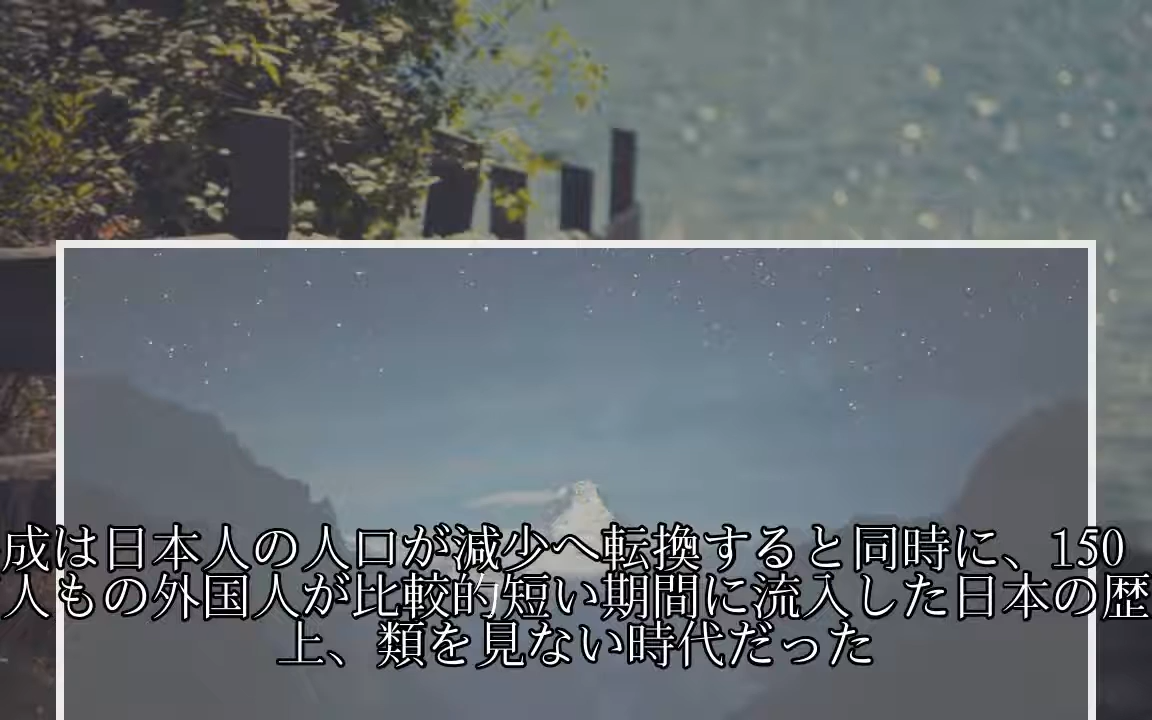 成は日本人の人口が減少へ転換すると同時に、150
人もの外国人が比較的短い期間に流入した日本の歴
上、類を見ない時代だった